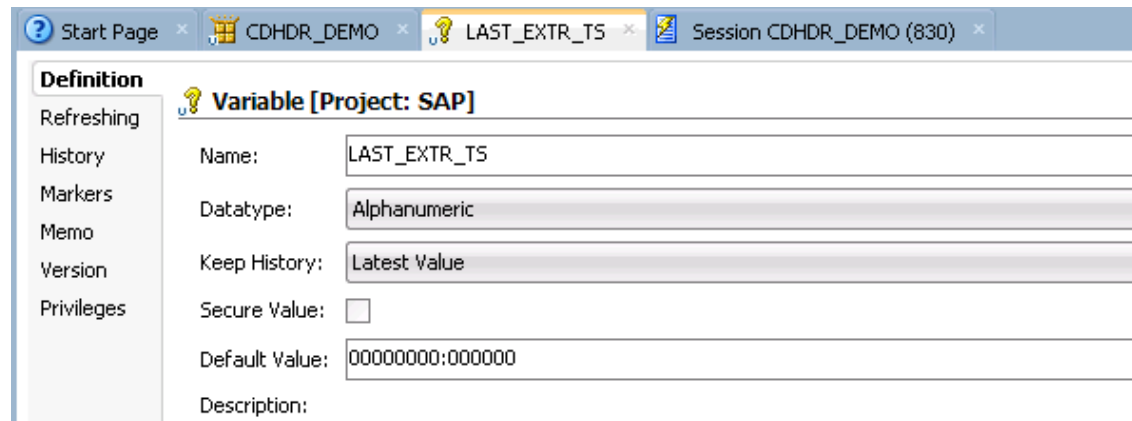 Start Page CDHDR_DEMO LAST_EXTR_TS Session CDHDR_DEMO (830)
Definition
Refreshing
History
Markers
Memo
Version
Privileges
Variable [Project: SAP]
Name: LAST_EXTR_TS
Datatype: Alphanumeric
Keep History: Latest Value
Secure Value:
Default Value: 00000000:000000
Description: